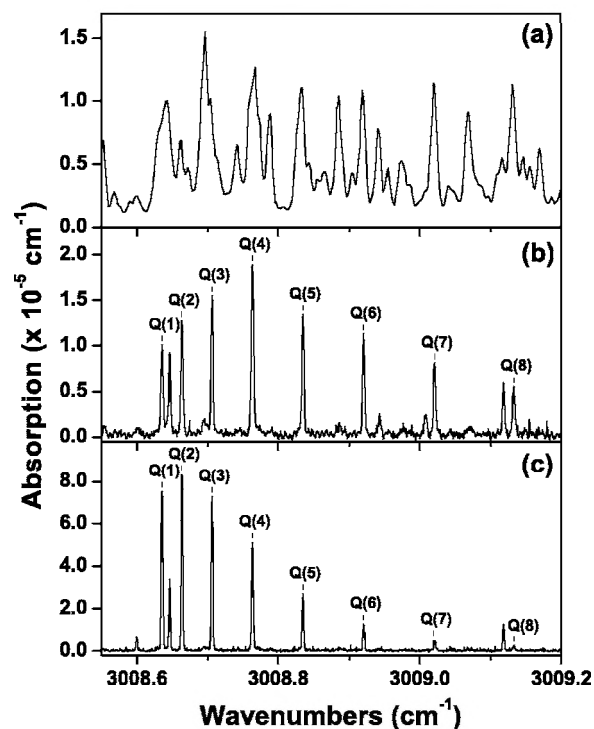 (a)
1.5
1.0
0.5
0.0
(b)
2.0
1.5
1.0
0.5
0.0
Q(1)
Q(2)
Q(3)
Q(4)
Q(5)
Q(6)
Q(7)
Q(8)
(c)
8.0
6.0
4.0
2.0
0.0
Q(1)
Q(2)
Q(3)
Q(4)
Q(5)
Q(6)
Q(7)
Q(8)
Absorption (x 10⁻⁵ cm⁻¹)
3008.6 3008.8 3009.0 3009.2
Wavenumbers (cm⁻¹)